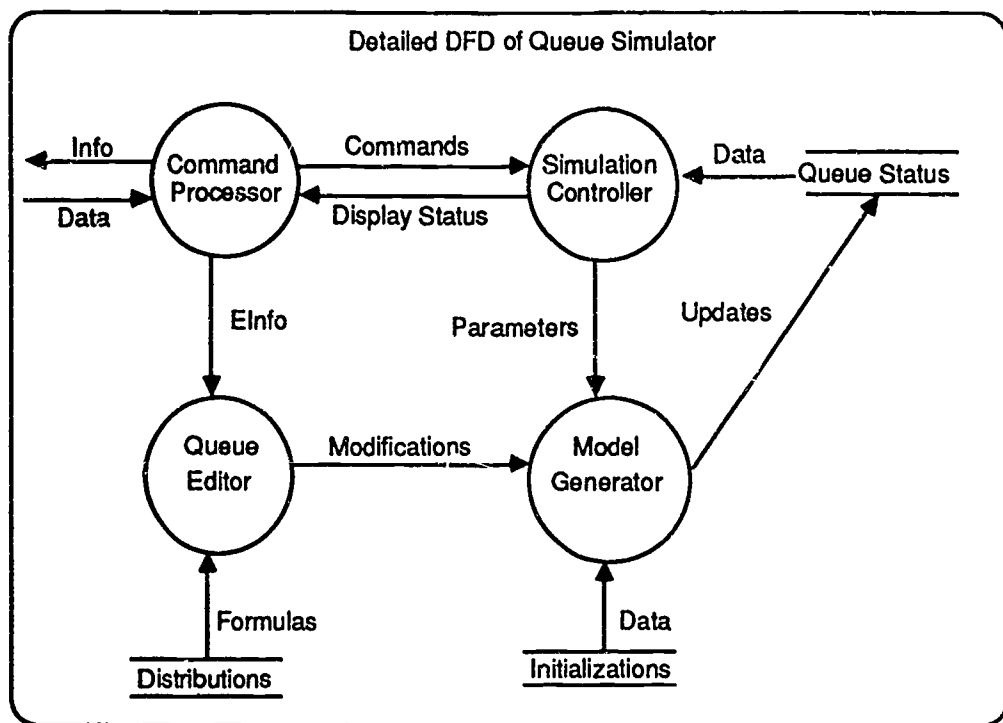 Detailed DFD of Queue Simulator
Info
Data
Command
Processor
Commands
Display Status
Simulation
Controller
Data
Queue Status
EInfo
Parameters
Updates
Queue
Editor
Modifications
Model
Generator
Formulas
Distributions
Data
Initializations